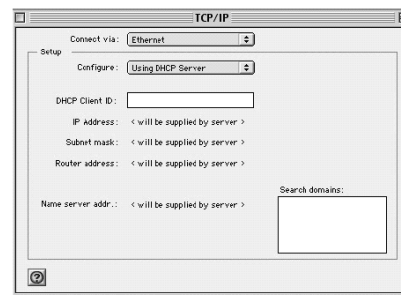 TCP/IP
Connect via: Ethernet
Setup
Configure: Using DHCP Server
DHCP Client ID:
IP Address: < will be supplied by server >
Subnet mask: < will be supplied by server >
Router address: < will be supplied by server >
Search domains:
Name server addr.: < will be supplied by server >
?